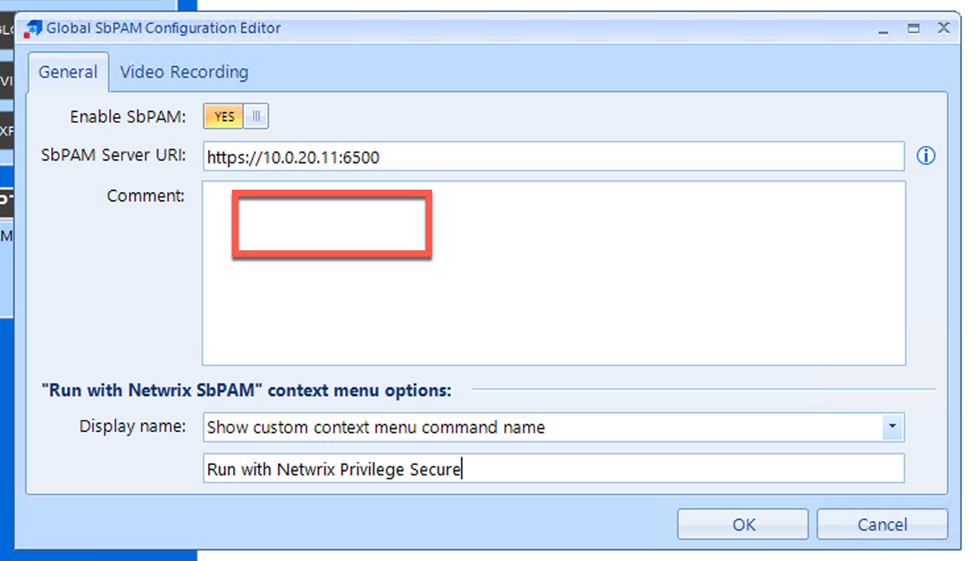 Global SbPAM Configuration Editor
General Video Recording
Enable SbPAM: YES
SbPAM Server URI: https://10.0.20.11:6500
Comment:
"Run with Netwrix SbPAM" context menu options:
Display name: Show custom context menu command name
Run with Netwrix Privilege Secure
OK Cancel